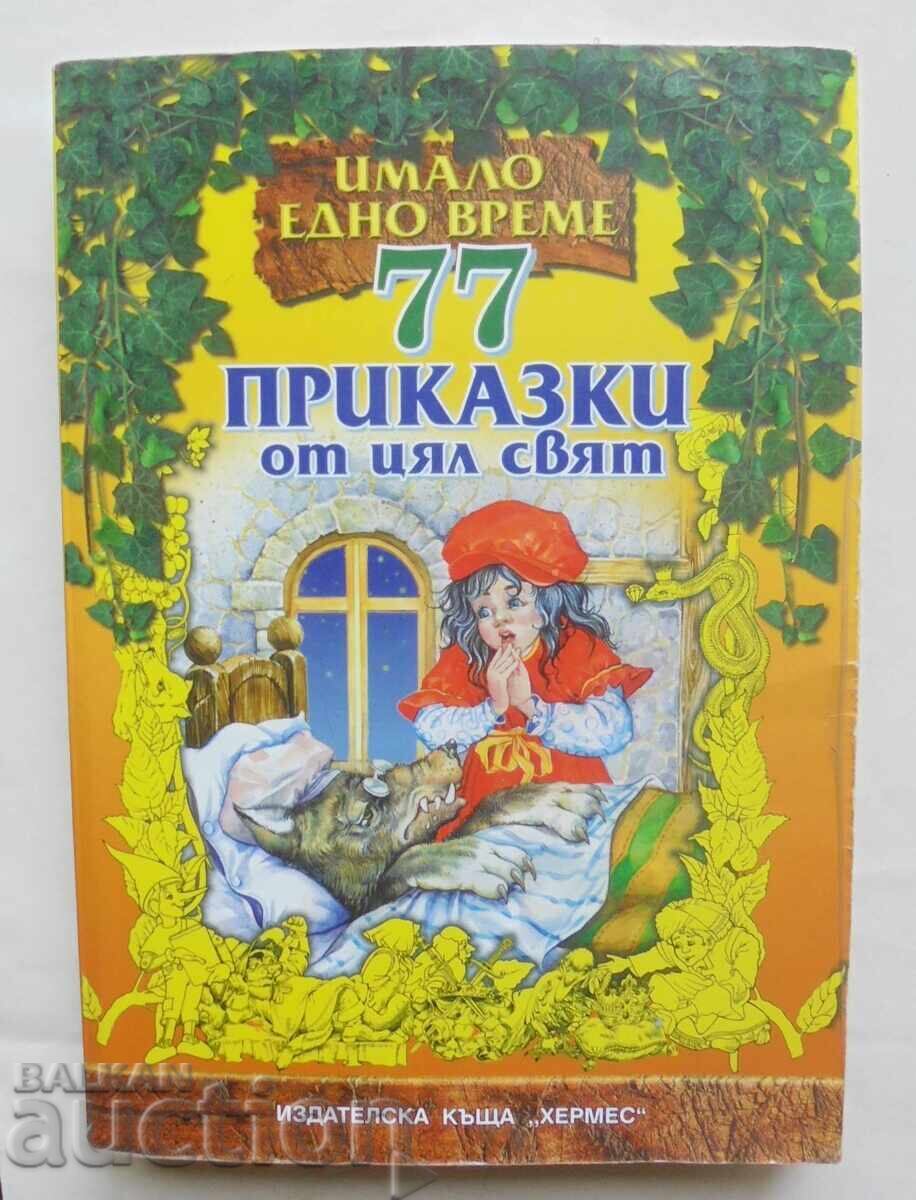 ИМАЛО
ЕДНО ВРЕМЕ
77
ПРИКАЗКИ
от цял свят
BALKAN
auction
ИЗДАТЕЛСКА КЪЩА „ХЕРМЕС“